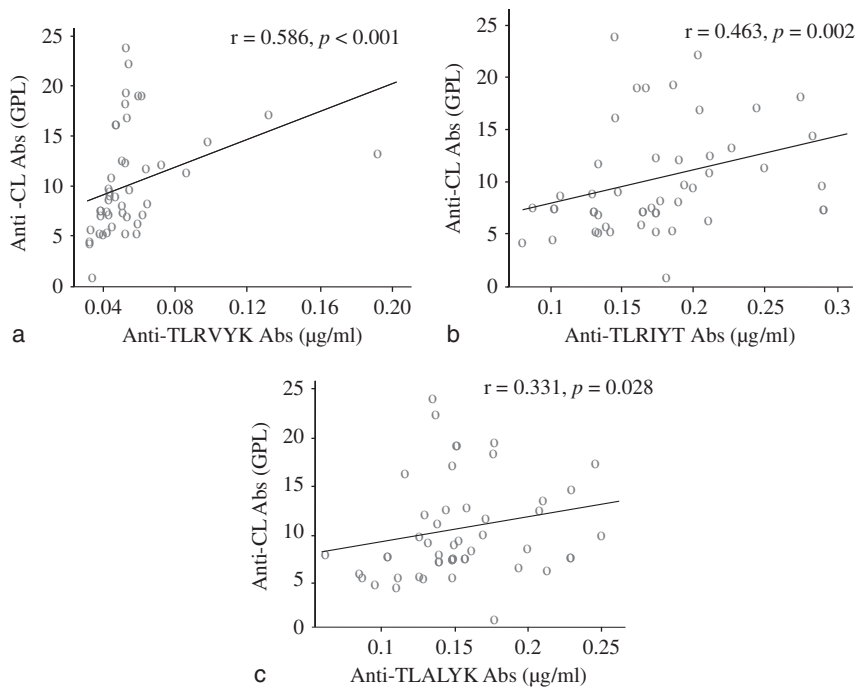 r = 0.586, p < 0.001
25
20
15
10
5
0
Anti -CL Abs (GPL)
0.04
0.08
0.12
0.16
0.20
a
Anti-TLRVYK Abs (µg/ml)
r = 0.463, p = 0.002
25
20
15
10
5
0
Anti-CL Abs (GPL)
0.1
0.15
0.2
0.25
0.3
b
Anti-TLRIYT Abs (µg/ml)
r = 0.331, p = 0.028
25
20
15
10
5
0
Anti-CL Abs (GPL)
0.1
0.15
0.2
0.25
c
Anti-TLALYK Abs (µg/ml)